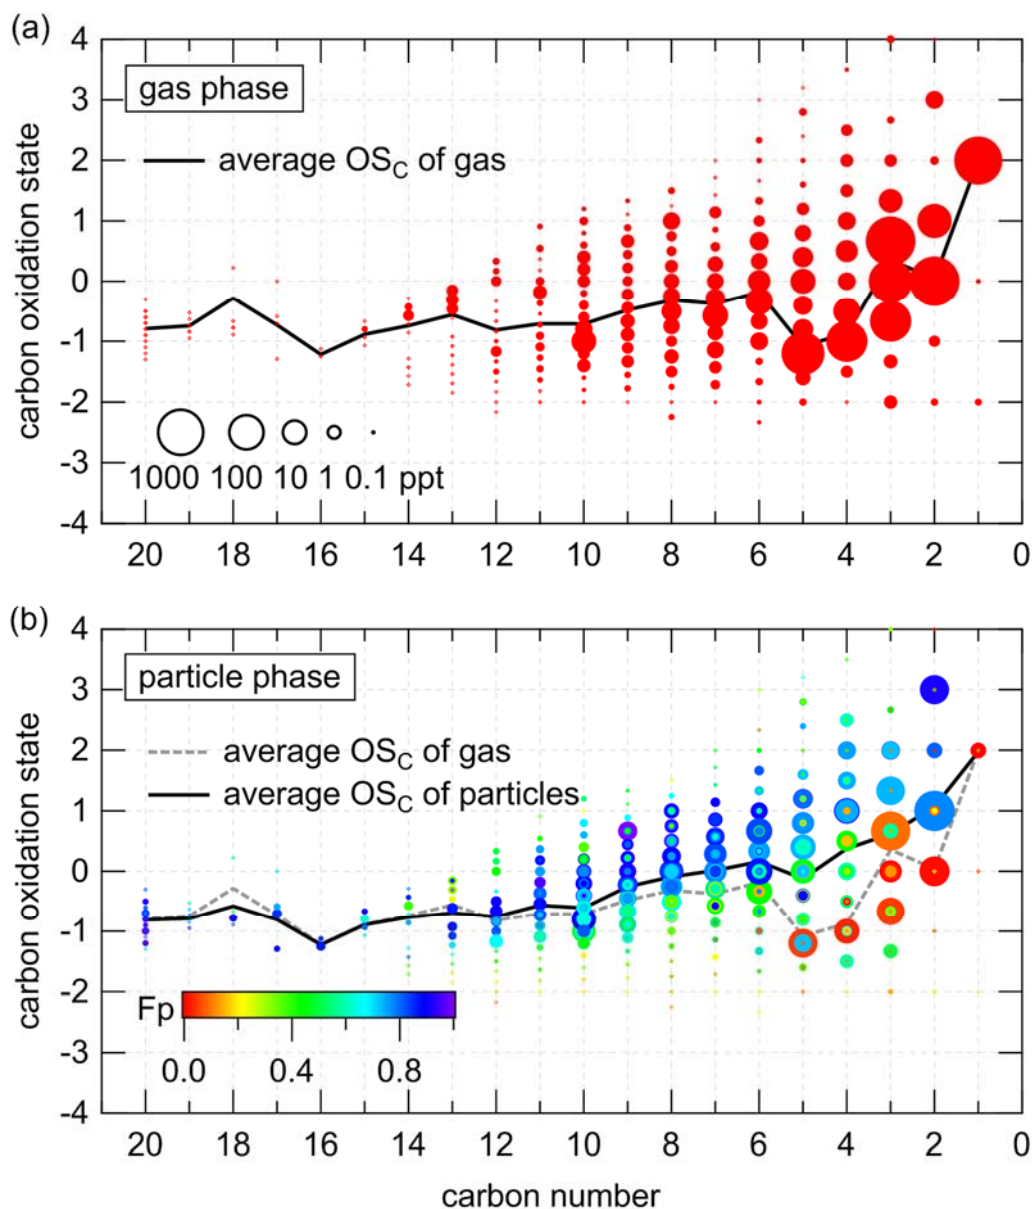 (a)
4
3
2
1
0
-1
-2
-3
-4
carbon oxidation state
gas phase
average OSC of gas
1000 100 10 1 0.1 ppt
20 18 16 14 12 10 8 6 4 2 0
(b)
4
3
2
1
0
-1
-2
-3
-4
carbon oxidation state
particle phase
average OSC of gas
average OSC of particles
Fp
0.0 0.4 0.8
20 18 16 14 12 10 8 6 4 2 0
carbon number